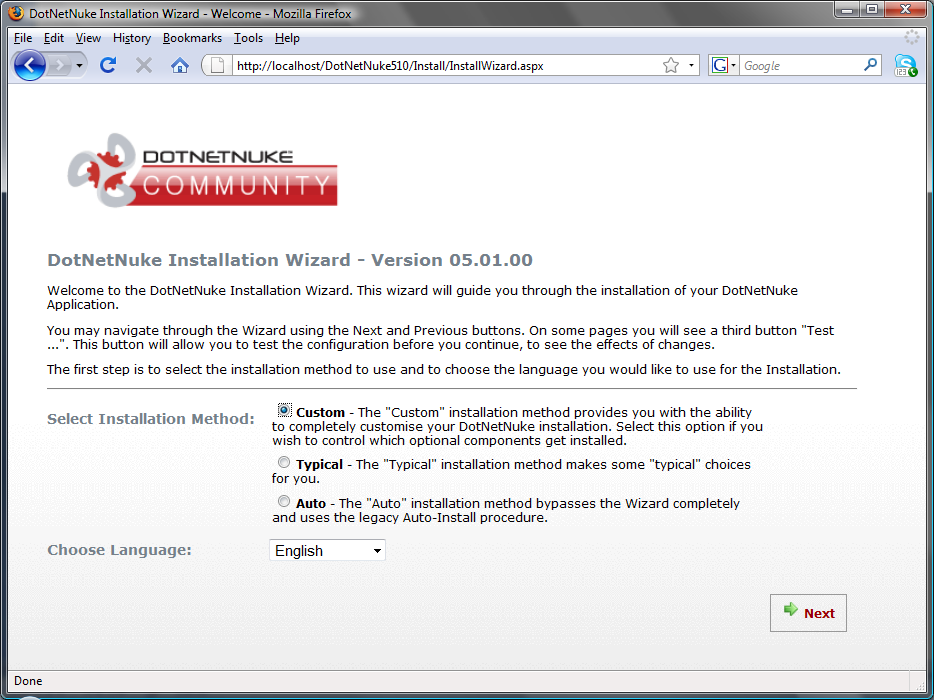 DotNetNuke Installation Wizard - Welcome - Mozilla Firefox
File Edit View History Bookmarks Tools Help
http://localhost/DotNetNuke510/Install/InstallWizard.aspx
G
Google
S
123
DOTNETNUKE
COMMUNITY
DotNetNuke Installation Wizard - Version 05.01.00
Welcome to the DotNetNuke Installation Wizard. This wizard will guide you through the installation of your DotNetNuke
Application.
You may navigate through the Wizard using the Next and Previous buttons. On some pages you will see a third button "Test
...". This button will allow you to test the configuration before you continue, to see the effects of changes.
The first step is to select the installation method to use and to choose the language you would like to use for the Installation.
Select Installation Method:
Custom - The "Custom" installation method provides you with the ability
to completely customise your DotNetNuke installation. Select this option if you
wish to control which optional components get installed.
Typical - The "Typical" installation method makes some "typical" choices
for you.
Auto - The "Auto" installation method bypasses the Wizard completely
and uses the legacy Auto-Install procedure.
Choose Language:
English
Next
Done